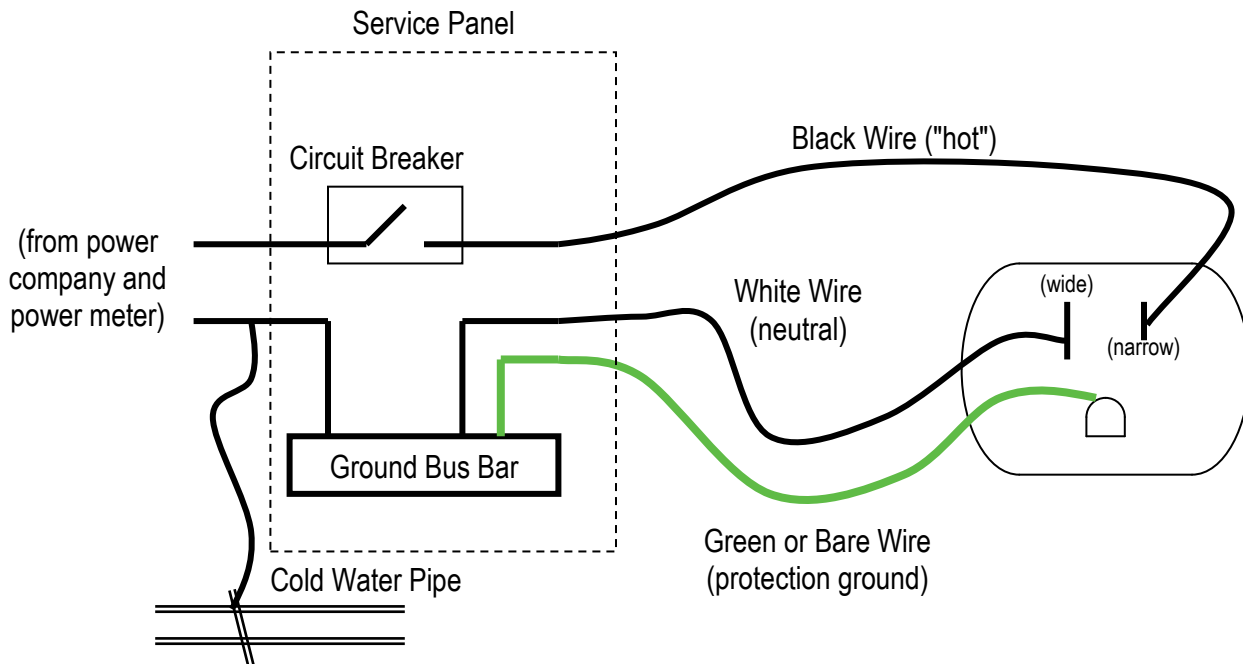 Service Panel
Circuit Breaker
Black Wire ("hot")
(from power
company and
power meter)
White Wire
(neutral)
(wide)
(narrow)
Ground Bus Bar
Green or Bare Wire
(protection ground)
Cold Water Pipe